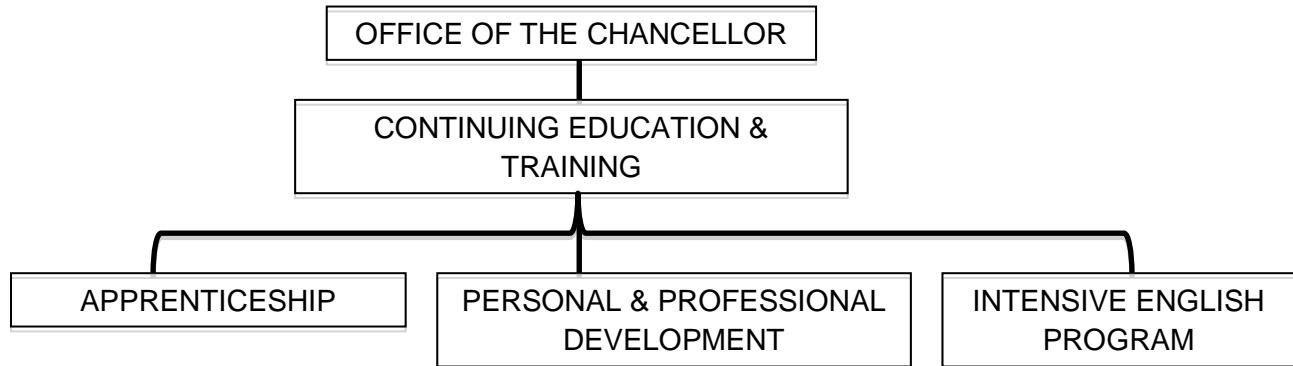 OFFICE OF THE CHANCELLOR
CONTINUING EDUCATION &
TRAINING
APPRENTICESHIP
PERSONAL & PROFESSIONAL
DEVELOPMENT
INTENSIVE ENGLISH
PROGRAM